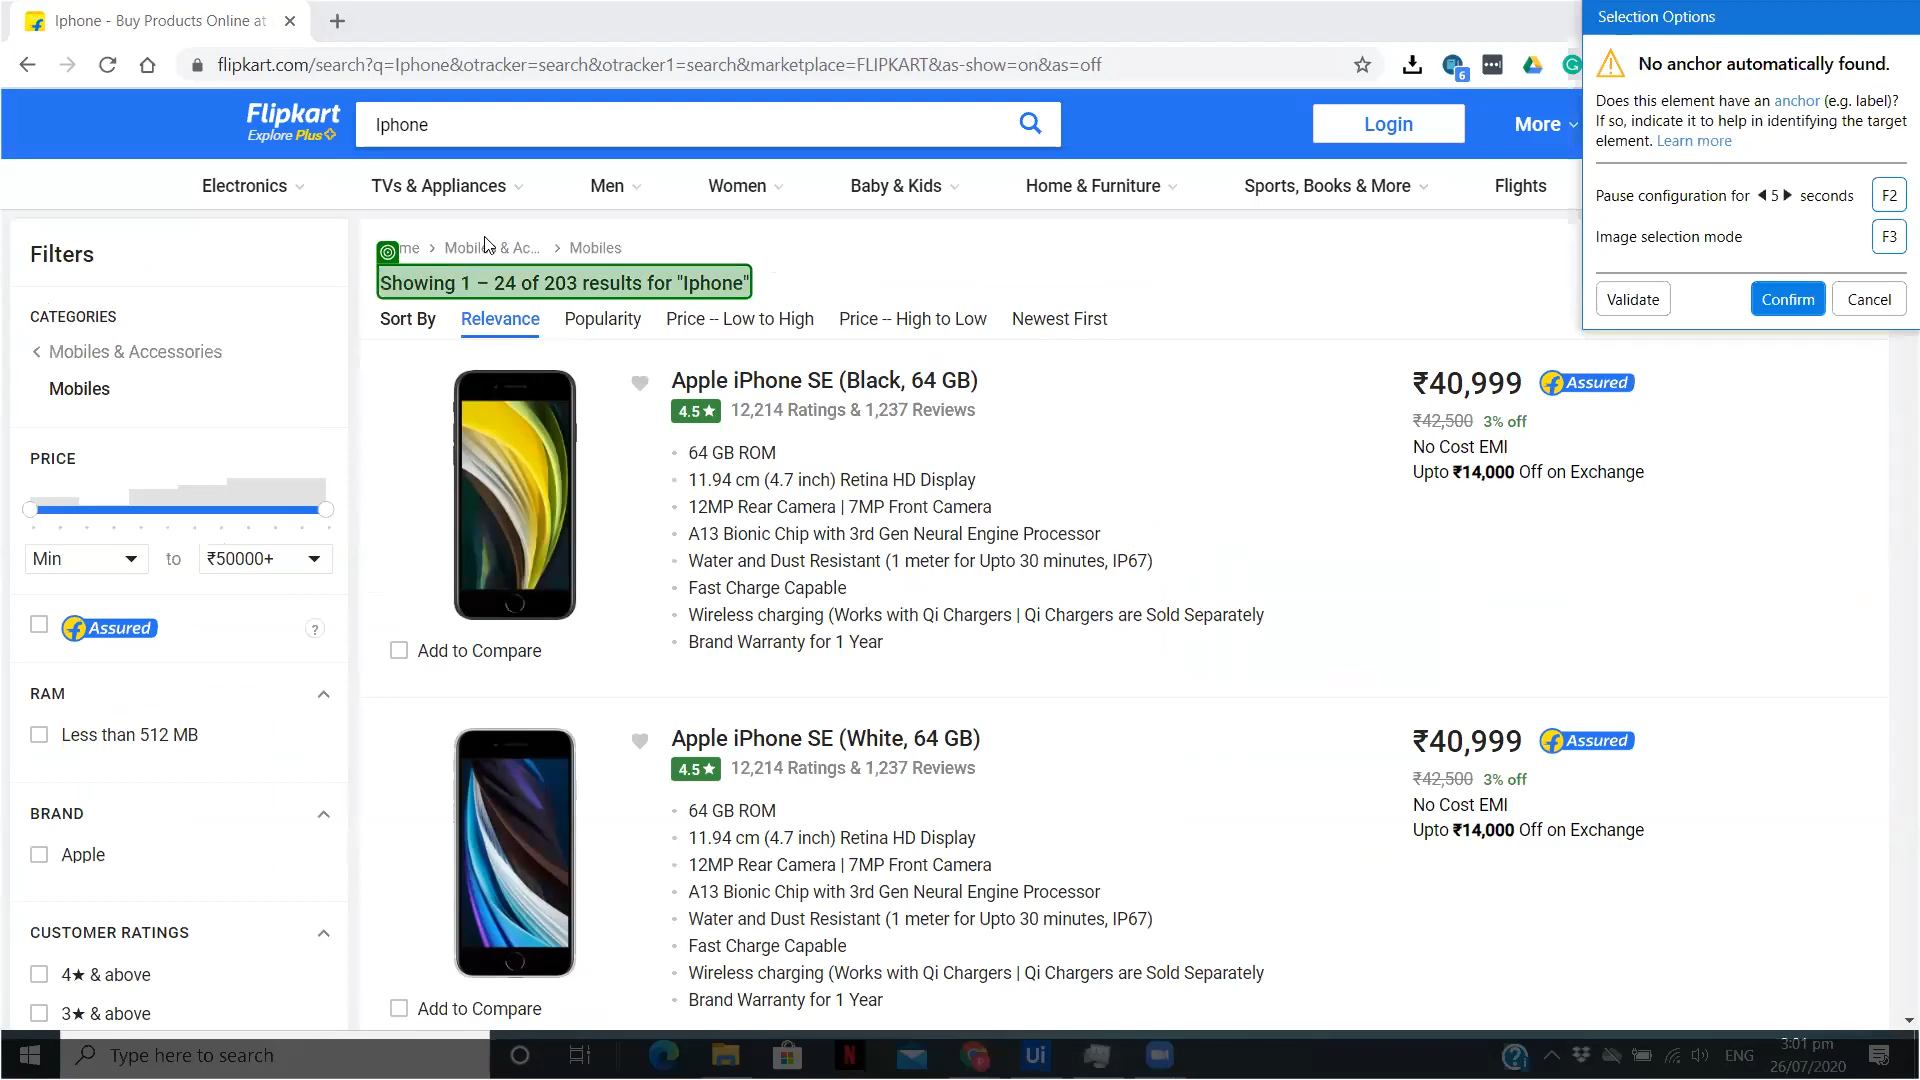 Iphone - Buy Products Online at
Selection Options
flipkart.com/search?q=Iphone&otracker=search&otracker1=search&marketplace=FLIPKART&as-show=on&as=off
6
No anchor automatically found.
Does this element have an anchor (e.g. label)?
If so, indicate it to help in identifying the target
element. Learn more
Pause configuration for 5 seconds F2
Image selection mode F3
Validate Confirm Cancel
Flipkart
Explore Plus
Iphone
Login
More
Electronics
TVs & Appliances
Men
Women
Baby & Kids
Home & Furniture
Sports, Books & More
Flights
Filters
CATEGORIES
Mobiles & Accessories
Mobiles
PRICE
Min to ₹50000+
Assured ?
RAM
Less than 512 MB
BRAND
Apple
CUSTOMER RATINGS
4★ & above
3★ & above
me > Mobiles & Ac... > Mobiles
Showing 1 – 24 of 203 results for "Iphone"
Sort By Relevance Popularity Price -- Low to High Price -- High to Low Newest First
Apple iPhone SE (Black, 64 GB)
4.5★ 12,214 Ratings & 1,237 Reviews
64 GB ROM
11.94 cm (4.7 inch) Retina HD Display
12MP Rear Camera | 7MP Front Camera
A13 Bionic Chip with 3rd Gen Neural Engine Processor
Water and Dust Resistant (1 meter for Upto 30 minutes, IP67)
Fast Charge Capable
Wireless charging (Works with Qi Chargers | Qi Chargers are Sold Separately
Brand Warranty for 1 Year
Add to Compare
₹40,999 Assured
₹42,500 3% off
No Cost EMI
Upto ₹14,000 Off on Exchange
Apple iPhone SE (White, 64 GB)
4.5★ 12,214 Ratings & 1,237 Reviews
64 GB ROM
11.94 cm (4.7 inch) Retina HD Display
12MP Rear Camera | 7MP Front Camera
A13 Bionic Chip with 3rd Gen Neural Engine Processor
Water and Dust Resistant (1 meter for Upto 30 minutes, IP67)
Fast Charge Capable
Wireless charging (Works with Qi Chargers | Qi Chargers are Sold Separately
Brand Warranty for 1 Year
Add to Compare
₹40,999 Assured
₹42,500 3% off
No Cost EMI
Upto ₹14,000 Off on Exchange
Type here to search
N
Ui
ENG
3:01 pm
26/07/2020